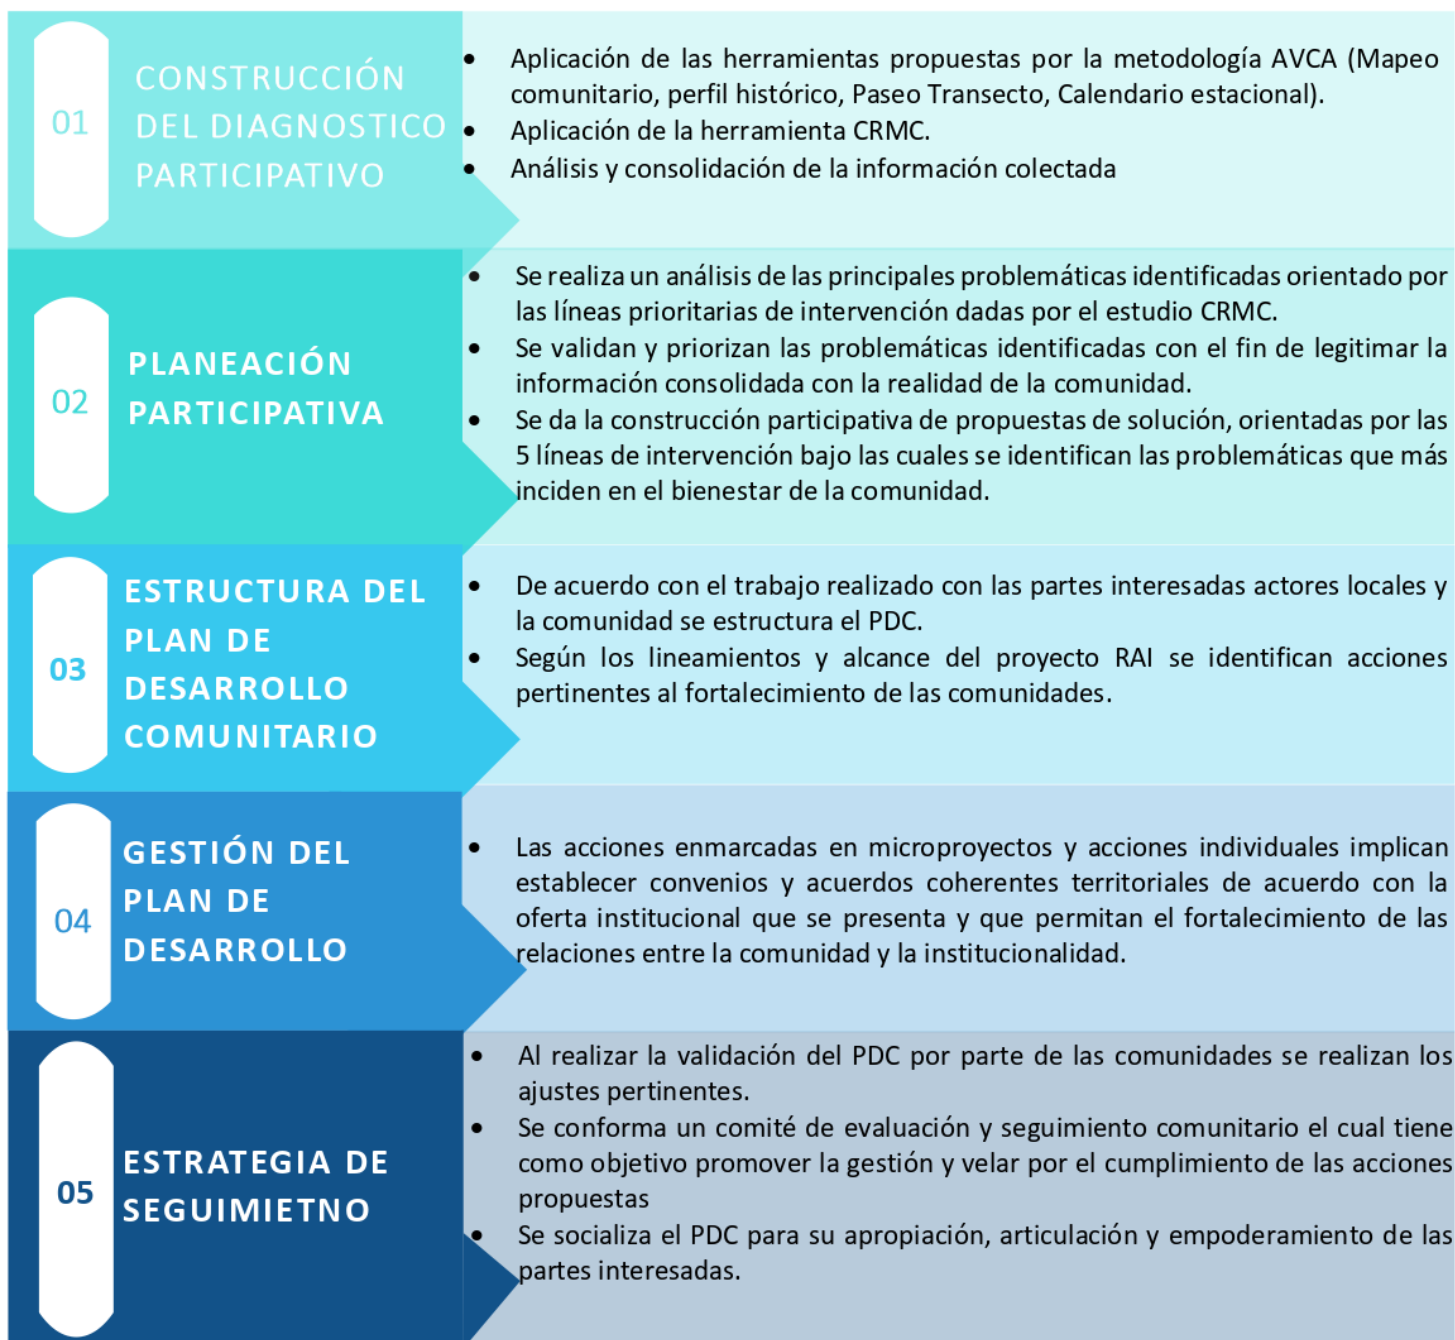 01
CONSTRUCCIÓN
DEL DIAGNOSTICO
PARTICIPATIVO
• Aplicación de las herramientas propuestas por la metodología AVCA (Mapeo
comunitario, perfil histórico, Paseo Transecto, Calendario estacional).
• Aplicación de la herramienta CRMC.
• Análisis y consolidación de la información colectada
02
PLANEACIÓN
PARTICIPATIVA
• Se realiza un análisis de las principales problemáticas identificadas orientado por
las líneas prioritarias de intervención dadas por el estudio CRMC.
• Se validan y priorizan las problemáticas identificadas con el fin de legitimar la
información consolidada con la realidad de la comunidad.
• Se da la construcción participativa de propuestas de solución, orientadas por las
5 líneas de intervención bajo las cuales se identifican las problemáticas que más
inciden en el bienestar de la comunidad.
03
ESTRUCTURA DEL
PLAN DE
DESARROLLO
COMUNITARIO
• De acuerdo con el trabajo realizado con las partes interesadas actores locales y
la comunidad se estructura el PDC.
• Según los lineamientos y alcance del proyecto RAI se identifican acciones
pertinentes al fortalecimiento de las comunidades.
04
GESTIÓN DEL
PLAN DE
DESARROLLO
• Las acciones enmarcadas en microproyectos y acciones individuales implican
establecer convenios y acuerdos coherentes territoriales de acuerdo con la
oferta institucional que se presenta y que permitan el fortalecimiento de las
relaciones entre la comunidad y la institucionalidad.
05
ESTRATEGIA DE
SEGUIMIETNO
• Al realizar la validación del PDC por parte de las comunidades se realizan los
ajustes pertinentes.
• Se conforma un comité de evaluación y seguimiento comunitario el cual tiene
como objetivo promover la gestión y velar por el cumplimiento de las acciones
propuestas
• Se socializa el PDC para su apropiación, articulación y empoderamiento de las
partes interesadas.